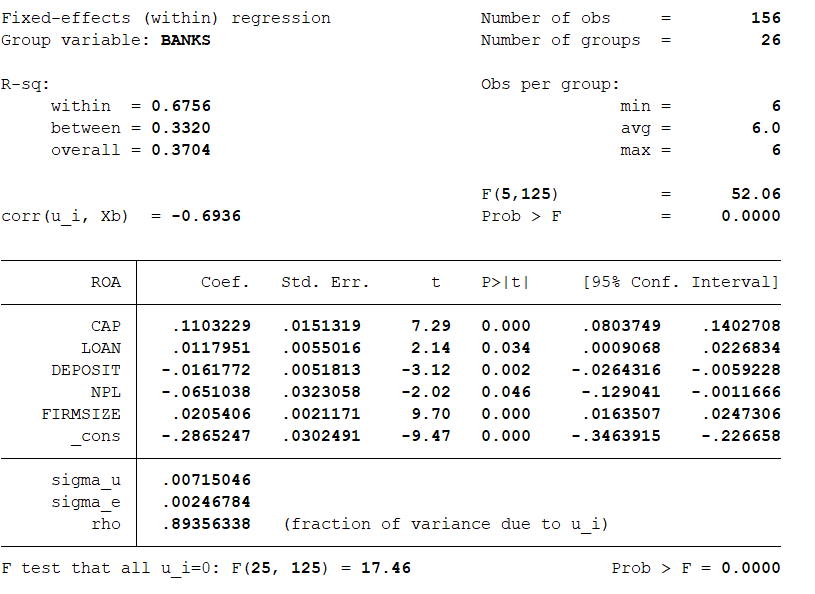 Fixed-effects (within) regression Number of obs = 156
Group variable: BANKS Number of groups = 26
R-sq: Obs per group:
within = 0.6756 min = 6
between = 0.3320 avg = 6.0
overall = 0.3704 max = 6
F(5,125) = 52.06
corr(u_i, Xb) = -0.6936 Prob > F = 0.0000
ROA Coef. Std. Err. t P>|t| [95% Conf. Interval]
CAP .1103229 .0151319 7.29 0.000 .0803749 .1402708
LOAN .0117951 .0055016 2.14 0.034 .0009068 .0226834
DEPOSIT -.0161772 .0051813 -3.12 0.002 -.0264316 -.0059228
NPL -.0651038 .0323058 -2.02 0.046 -.129041 -.0011666
FIRMSIZE .0205406 .0021171 9.70 0.000 .0163507 .0247306
_cons -.2865247 .0302491 -9.47 0.000 -.3463915 -.226658
sigma_u .00715046
sigma_e .00246784
rho .89356338 (fraction of variance due to u_i)
F test that all u_i=0: F(25, 125) = 17.46 Prob > F = 0.0000